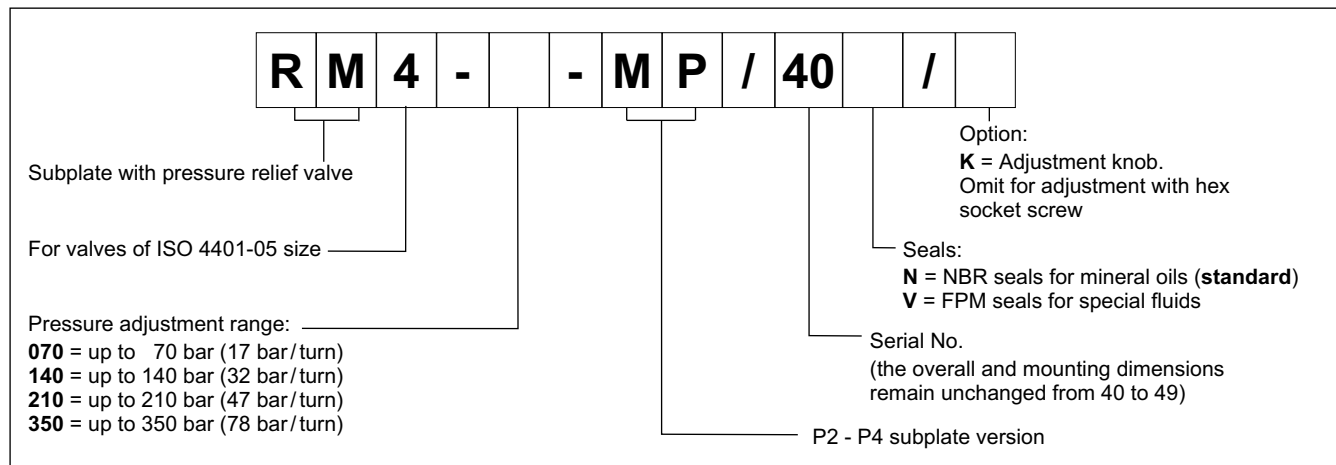 RM4- -MP/40 /
Subplate with pressure relief valve
For valves of ISO 4401-05 size
Pressure adjustment range:
070 = up to 70 bar (17 bar/turn)
140 = up to 140 bar (32 bar/turn)
210 = up to 210 bar (47 bar/turn)
350 = up to 350 bar (78 bar/turn)
Option:
K = Adjustment knob.
Omit for adjustment with hex
socket screw
Seals:
N = NBR seals for mineral oils (standard)
V = FPM seals for special fluids
Serial No.
(the overall and mounting dimensions
remain unchanged from 40 to 49)
P2 - P4 subplate version